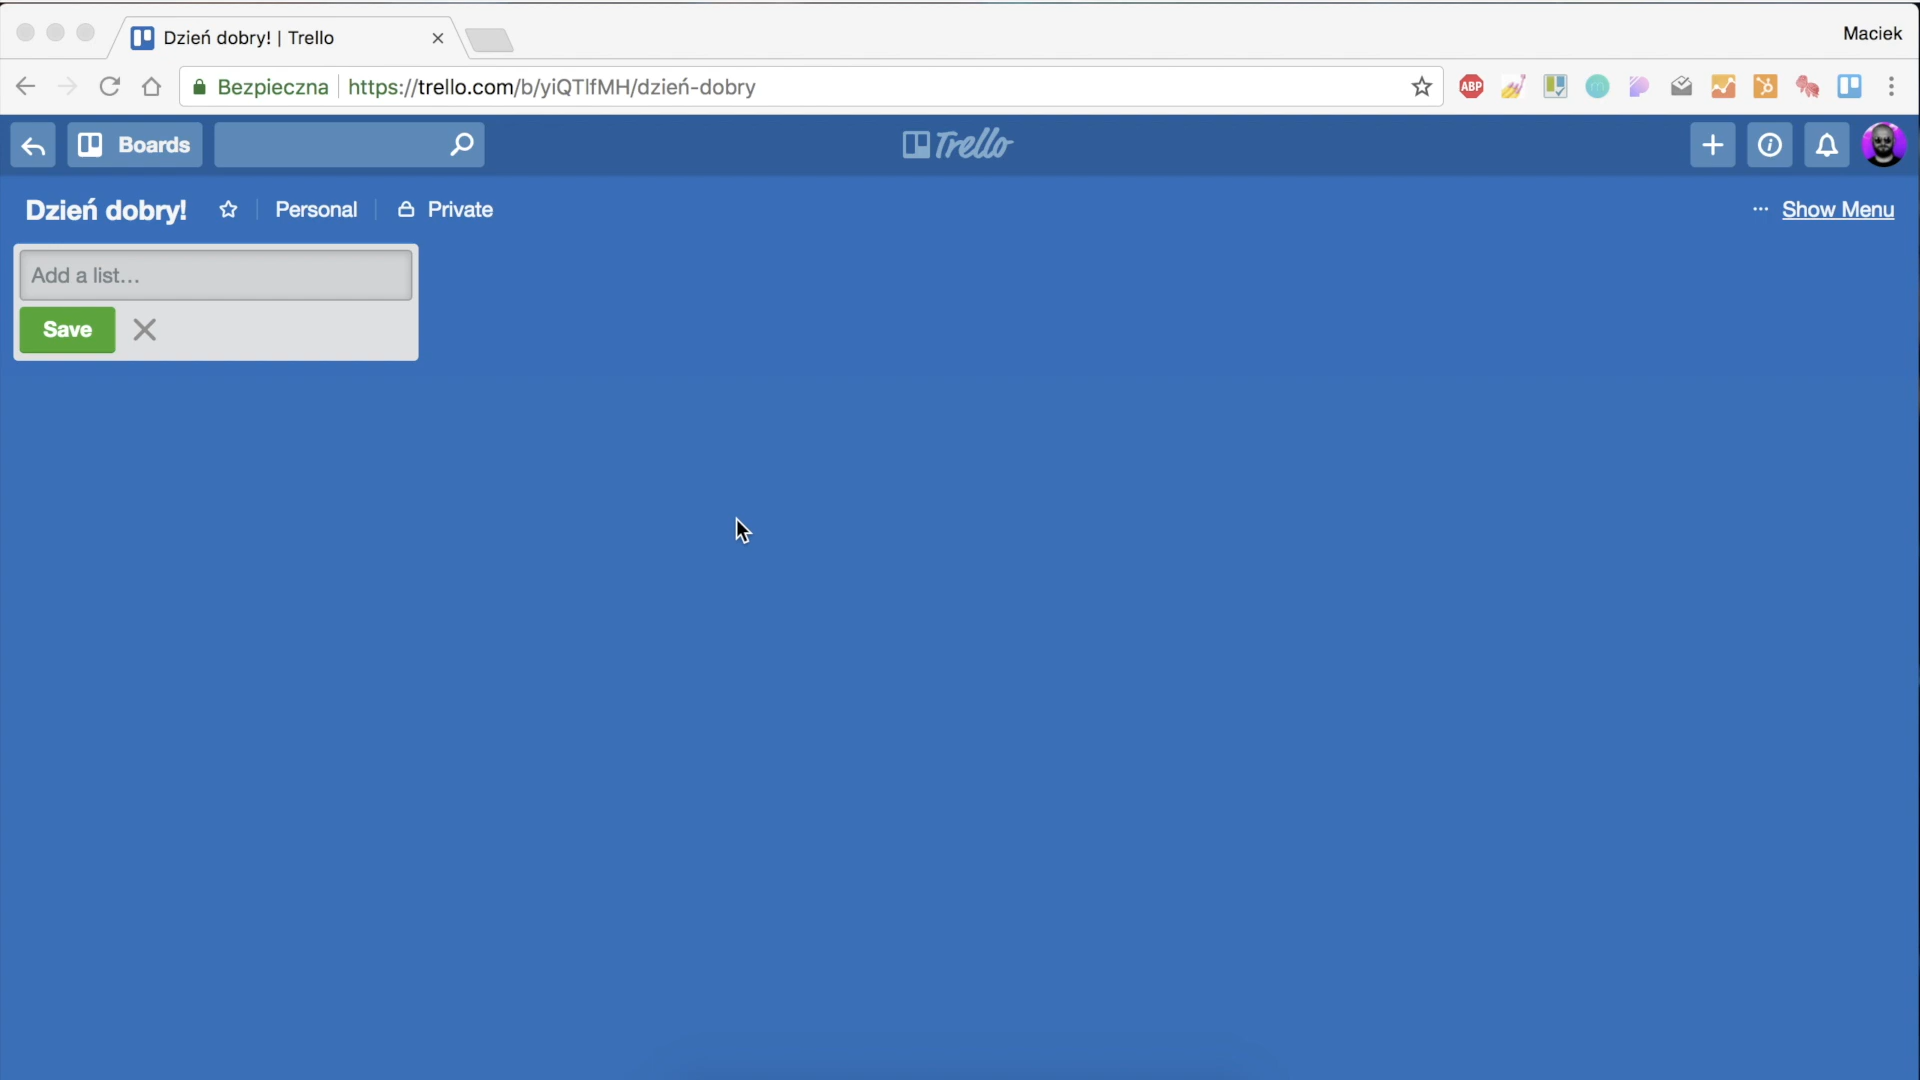 Dzień dobry! | Trello
Maciek
Bezpieczna https://trello.com/b/yiQTlfMH/dzień-dobry
ABP
m
Boards
Trello
Dzień dobry! Personal Private
··· Show Menu
Add a list…
Save